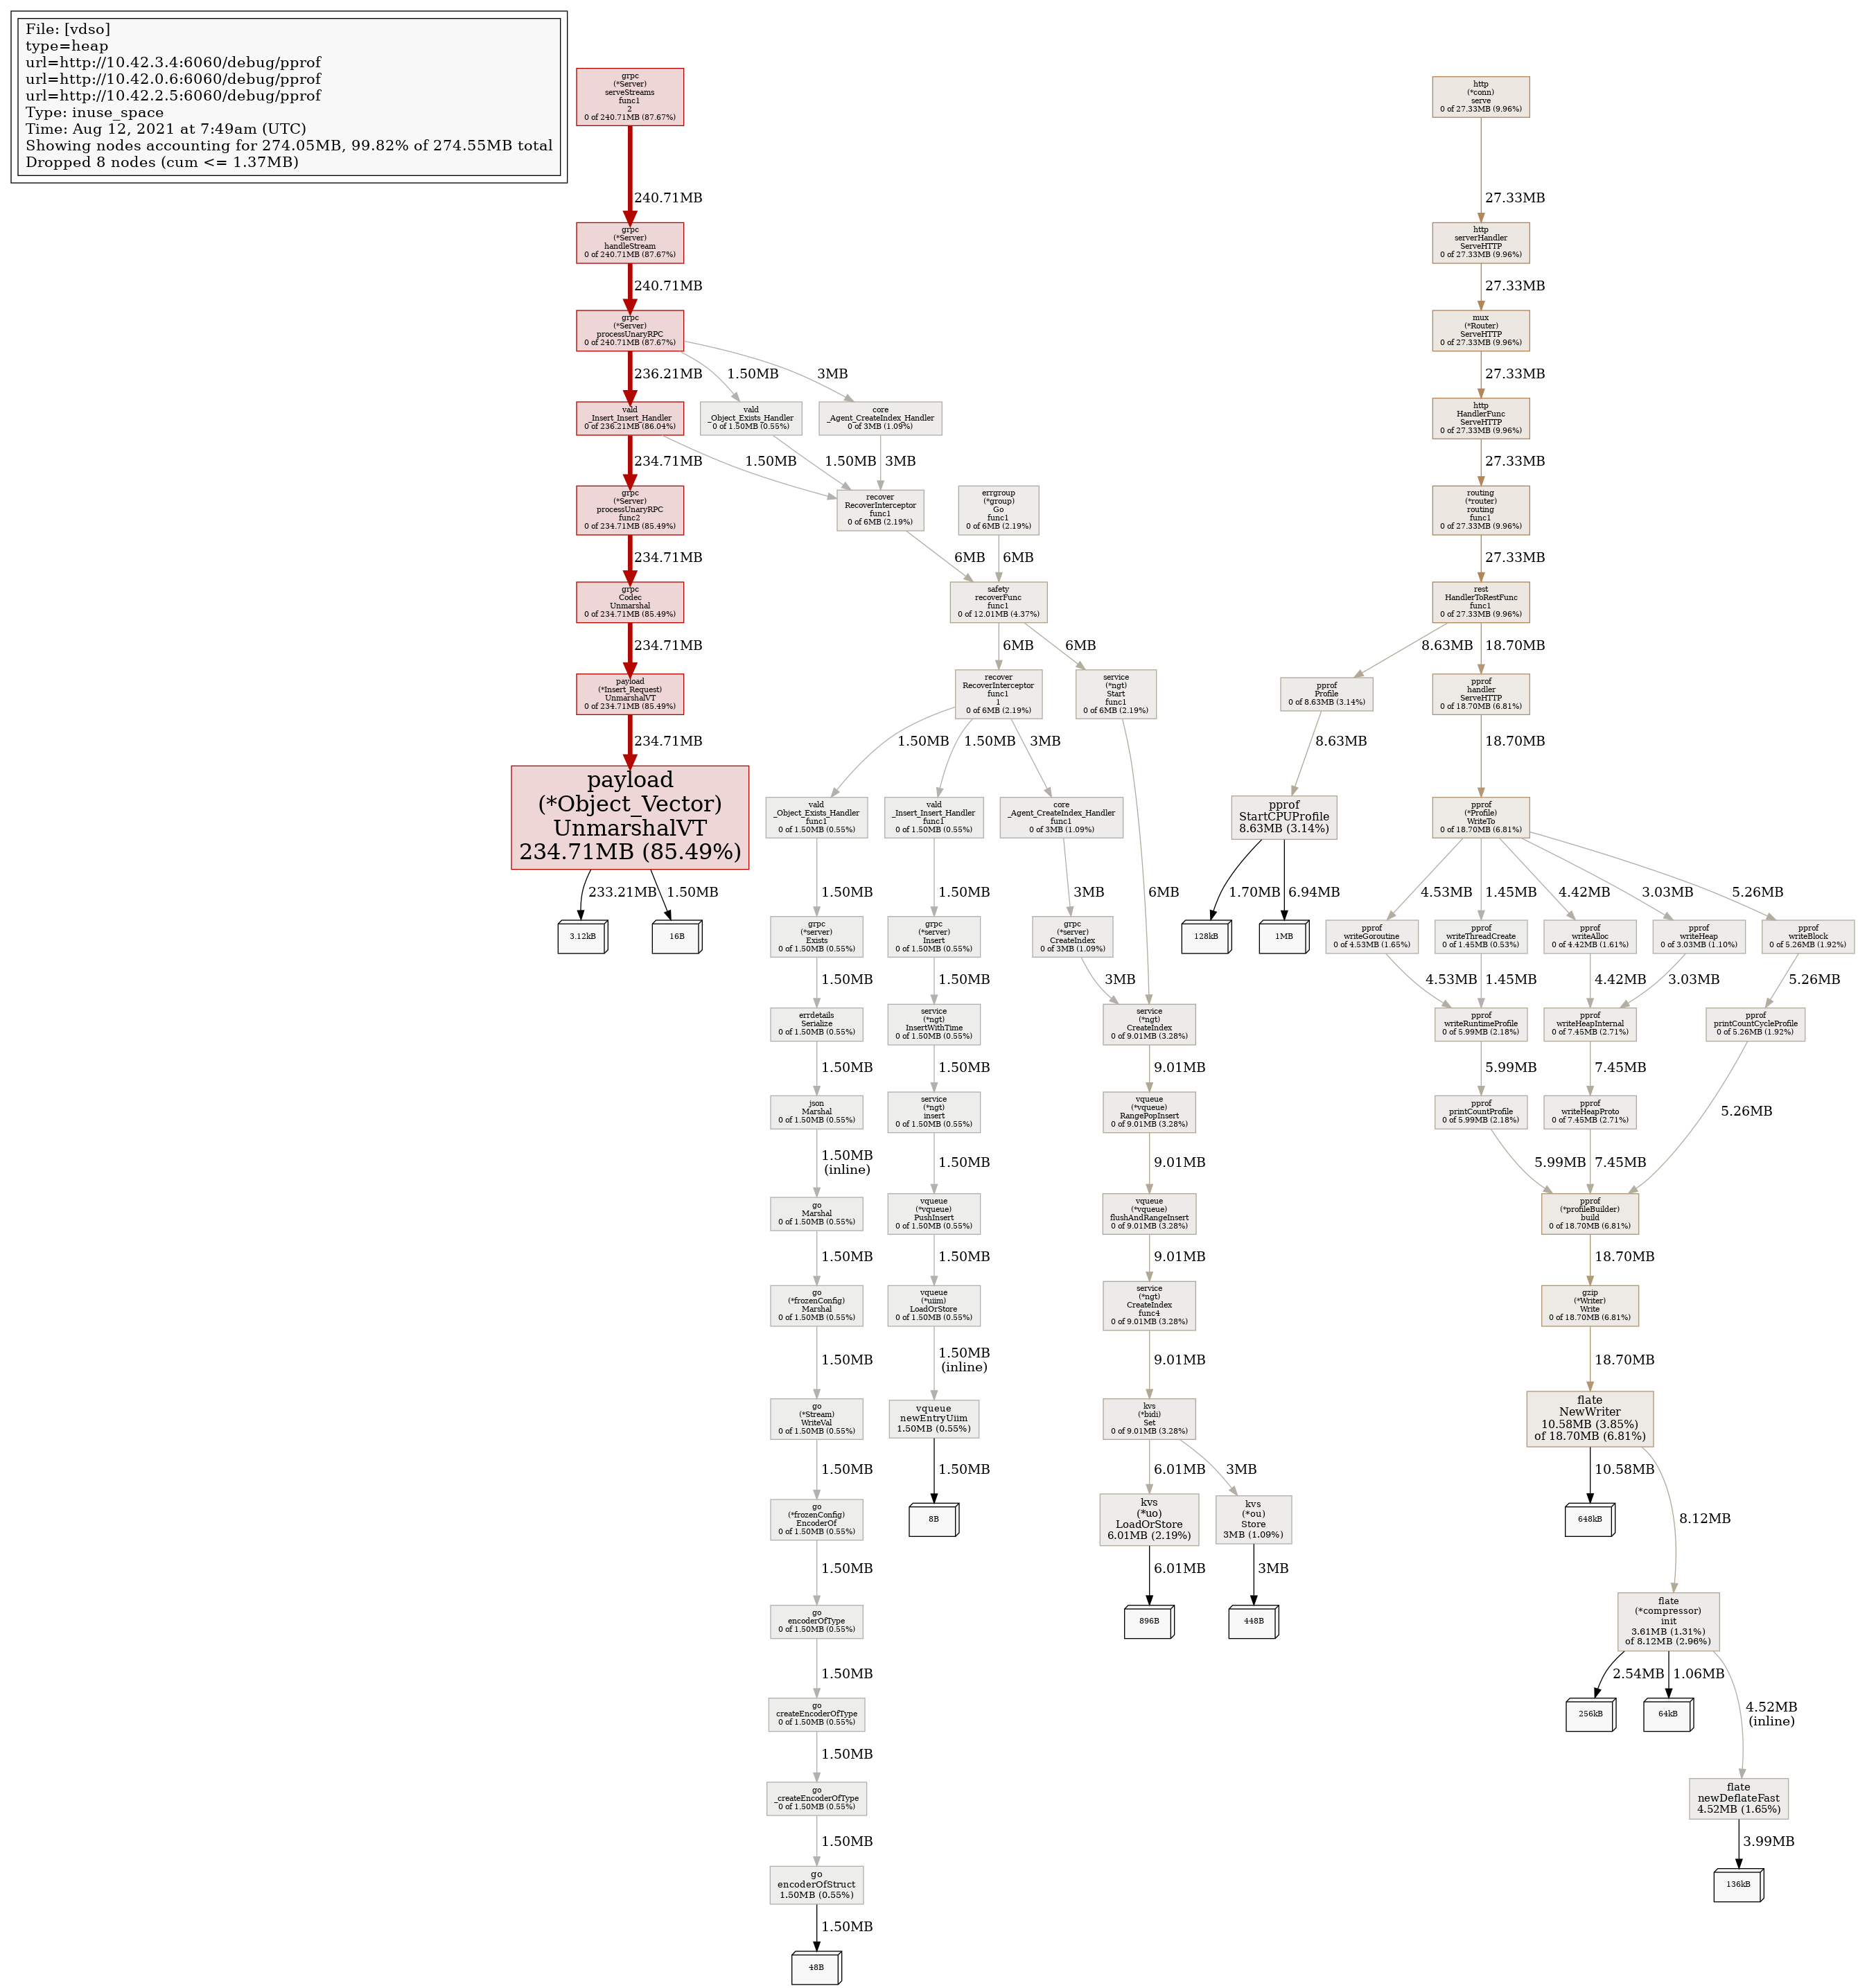 File: [vdso]
type=heap
url=http://10.42.3.4:6060/debug/pprof
url=http://10.42.0.6:6060/debug/pprof
url=http://10.42.2.5:6060/debug/pprof
Type: inuse_space
Time: Aug 12, 2021 at 7:49am (UTC)
Showing nodes accounting for 274.05MB, 99.82% of 274.55MB total
Dropped 8 nodes (cum <= 1.37MB)
grpc
(*Server)
serveStreams
func1
2
0 of 240.71MB (87.67%)
240.71MB
grpc
(*Server)
handleStream
0 of 240.71MB (87.67%)
240.71MB
grpc
(*Server)
processUnaryRPC
0 of 240.71MB (87.67%)
236.21MB
1.50MB
3MB
vald
_Insert_Insert_Handler
0 of 236.21MB (86.04%)
vald
_Object_Exists_Handler
0 of 1.50MB (0.55%)
core
_Agent_CreateIndex_Handler
0 of 3MB (1.09%)
234.71MB
1.50MB
1.50MB
3MB
grpc
(*Server)
processUnaryRPC
func2
0 of 234.71MB (85.49%)
recover
RecoverInterceptor
func1
0 of 6MB (2.19%)
errgroup
(*group)
Go
func1
0 of 6MB (2.19%)
234.71MB
6MB
6MB
grpc
Codec
Unmarshal
0 of 234.71MB (85.49%)
safety
recoverFunc
func1
0 of 12.01MB (4.37%)
234.71MB
6MB
6MB
payload
(*Insert_Request)
UnmarshalVT
0 of 234.71MB (85.49%)
recover
RecoverInterceptor
func1
1
0 of 6MB (2.19%)
service
(*ngt)
Start
func1
0 of 6MB (2.19%)
234.71MB
1.50MB
1.50MB
3MB
payload
(*Object_Vector)
UnmarshalVT
234.71MB (85.49%)
233.21MB
1.50MB
3.12kB
16B
vald
_Object_Exists_Handler
func1
0 of 1.50MB (0.55%)
1.50MB
grpc
(*server)
Exists
0 of 1.50MB (0.55%)
1.50MB
errdetails
Serialize
0 of 1.50MB (0.55%)
1.50MB
json
Marshal
0 of 1.50MB (0.55%)
1.50MB
(inline)
go
Marshal
0 of 1.50MB (0.55%)
1.50MB
go
(*frozenConfig)
Marshal
0 of 1.50MB (0.55%)
1.50MB
go
(*Stream)
WriteVal
0 of 1.50MB (0.55%)
1.50MB
go
(*frozenConfig)
EncoderOf
0 of 1.50MB (0.55%)
1.50MB
go
encoderOfType
0 of 1.50MB (0.55%)
1.50MB
go
createEncoderOfType
0 of 1.50MB (0.55%)
1.50MB
go
_createEncoderOfType
0 of 1.50MB (0.55%)
1.50MB
go
encoderOfStruct
1.50MB (0.55%)
1.50MB
48B
vald
_Insert_Insert_Handler
func1
0 of 1.50MB (0.55%)
1.50MB
grpc
(*server)
Insert
0 of 1.50MB (0.55%)
1.50MB
service
(*ngt)
InsertWithTime
0 of 1.50MB (0.55%)
1.50MB
service
(*ngt)
insert
0 of 1.50MB (0.55%)
1.50MB
vqueue
(*vqueue)
PushInsert
0 of 1.50MB (0.55%)
1.50MB
vqueue
(*uiim)
LoadOrStore
0 of 1.50MB (0.55%)
1.50MB
(inline)
vqueue
newEntryUiim
1.50MB (0.55%)
1.50MB
8B
core
_Agent_CreateIndex_Handler
func1
0 of 3MB (1.09%)
3MB
6MB
grpc
(*server)
CreateIndex
0 of 3MB (1.09%)
3MB
service
(*ngt)
CreateIndex
0 of 9.01MB (3.28%)
9.01MB
vqueue
(*vqueue)
RangePopInsert
0 of 9.01MB (3.28%)
9.01MB
vqueue
(*vqueue)
flushAndRangeInsert
0 of 9.01MB (3.28%)
9.01MB
service
(*ngt)
CreateIndex
func4
0 of 9.01MB (3.28%)
9.01MB
kvs
(*bidi)
Set
0 of 9.01MB (3.28%)
6.01MB
3MB
kvs
(*uo)
LoadOrStore
6.01MB (2.19%)
kvs
(*ou)
Store
3MB (1.09%)
6.01MB
3MB
896B
448B
http
(*conn)
serve
0 of 27.33MB (9.96%)
27.33MB
http
serverHandler
ServeHTTP
0 of 27.33MB (9.96%)
27.33MB
mux
(*Router)
ServeHTTP
0 of 27.33MB (9.96%)
27.33MB
http
HandlerFunc
ServeHTTP
0 of 27.33MB (9.96%)
27.33MB
routing
(*router)
routing
func1
0 of 27.33MB (9.96%)
27.33MB
rest
HandlerToRestFunc
func1
0 of 27.33MB (9.96%)
8.63MB
18.70MB
pprof
Profile
0 of 8.63MB (3.14%)
pprof
handler
ServeHTTP
0 of 18.70MB (6.81%)
8.63MB
18.70MB
pprof
StartCPUProfile
8.63MB (3.14%)
pprof
(*Profile)
WriteTo
0 of 18.70MB (6.81%)
1.70MB
6.94MB
4.53MB
1.45MB
4.42MB
3.03MB
5.26MB
128kB
1MB
pprof
writeGoroutine
0 of 4.53MB (1.65%)
pprof
writeThreadCreate
0 of 1.45MB (0.53%)
pprof
writeAlloc
0 of 4.42MB (1.61%)
pprof
writeHeap
0 of 3.03MB (1.10%)
pprof
writeBlock
0 of 5.26MB (1.92%)
4.53MB
1.45MB
4.42MB
3.03MB
5.26MB
pprof
writeRuntimeProfile
0 of 5.99MB (2.18%)
pprof
writeHeapInternal
0 of 7.45MB (2.71%)
pprof
printCountCycleProfile
0 of 5.26MB (1.92%)
5.99MB
7.45MB
5.26MB
pprof
printCountProfile
0 of 5.99MB (2.18%)
pprof
writeHeapProto
0 of 7.45MB (2.71%)
5.99MB
7.45MB
pprof
(*profileBuilder)
build
0 of 18.70MB (6.81%)
18.70MB
gzip
(*Writer)
Write
0 of 18.70MB (6.81%)
18.70MB
flate
NewWriter
10.58MB (3.85%)
of 18.70MB (6.81%)
10.58MB
8.12MB
648kB
flate
(*compressor)
init
3.61MB (1.31%)
of 8.12MB (2.96%)
2.54MB
1.06MB
4.52MB
(inline)
256kB
64kB
flate
newDeflateFast
4.52MB (1.65%)
3.99MB
136kB